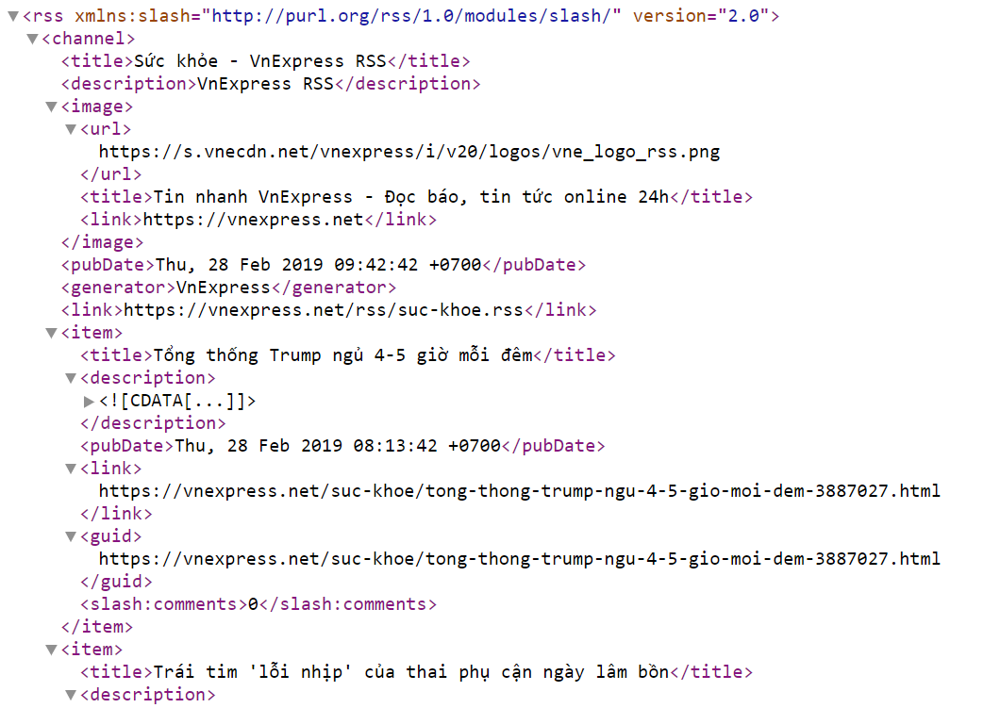 <rss xmlns:slash="http://purl.org/rss/1.0/modules/slash/" version="2.0">
<channel>
<title>Sức khỏe - VnExpress RSS</title>
<description>VnExpress RSS</description>
<image>
<url>
https://s.vnecdn.net/vnexpress/i/v20/logos/vne_logo_rss.png
</url>
<title>Tin nhanh VnExpress - Đọc báo, tin tức online 24h</title>
<link>https://vnexpress.net</link>
</image>
<pubDate>Thu, 28 Feb 2019 09:42:42 +0700</pubDate>
<generator>VnExpress</generator>
<link>https://vnexpress.net/rss/suc-khoe.rss</link>
<item>
<title>Tổng thống Trump ngủ 4-5 giờ mỗi đêm</title>
<description>
<![CDATA[...]]>
</description>
<pubDate>Thu, 28 Feb 2019 08:13:42 +0700</pubDate>
<link>
https://vnexpress.net/suc-khoe/tong-thong-trump-ngu-4-5-gio-moi-dem-3887027.html
</link>
<guid>
https://vnexpress.net/suc-khoe/tong-thong-trump-ngu-4-5-gio-moi-dem-3887027.html
</guid>
<slash:comments>0</slash:comments>
</item>
<item>
<title>Trái tim 'lỗi nhịp' của thai phụ cận ngày lâm bồn</title>
<description>